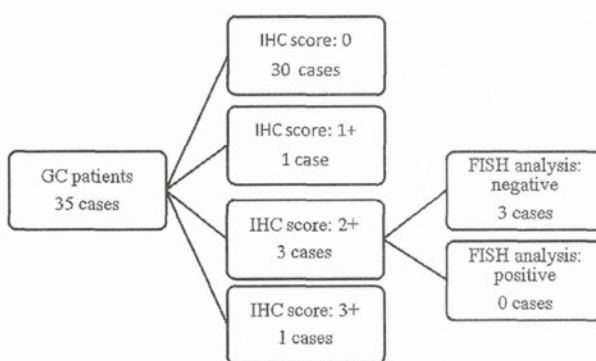 IHC score: 0
30 cases
IHC score: 1+
1 case
GC patients
35 cases
IHC score: 2+
3 cases
IHC score: 3+
1 cases
FISH analysis:
negative
3 cases
FISH analysis:
positive
0 cases